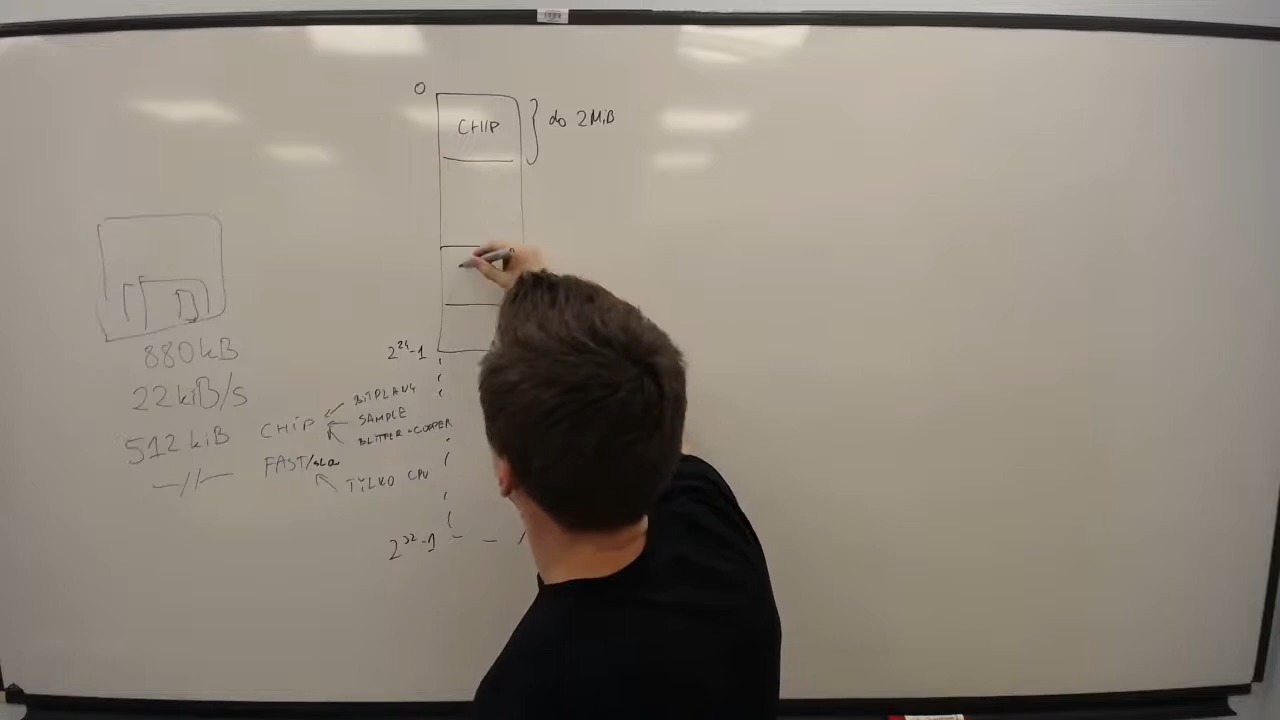 0
CHIP
do 2MiB
2²⁴-1
880kB
22kiB/s
512 kiB CHIP
BITPLANY
SAMPLE
BLITTER+COPPER
—//— FAST/SLOW
TYLKO CPU
2³²-1